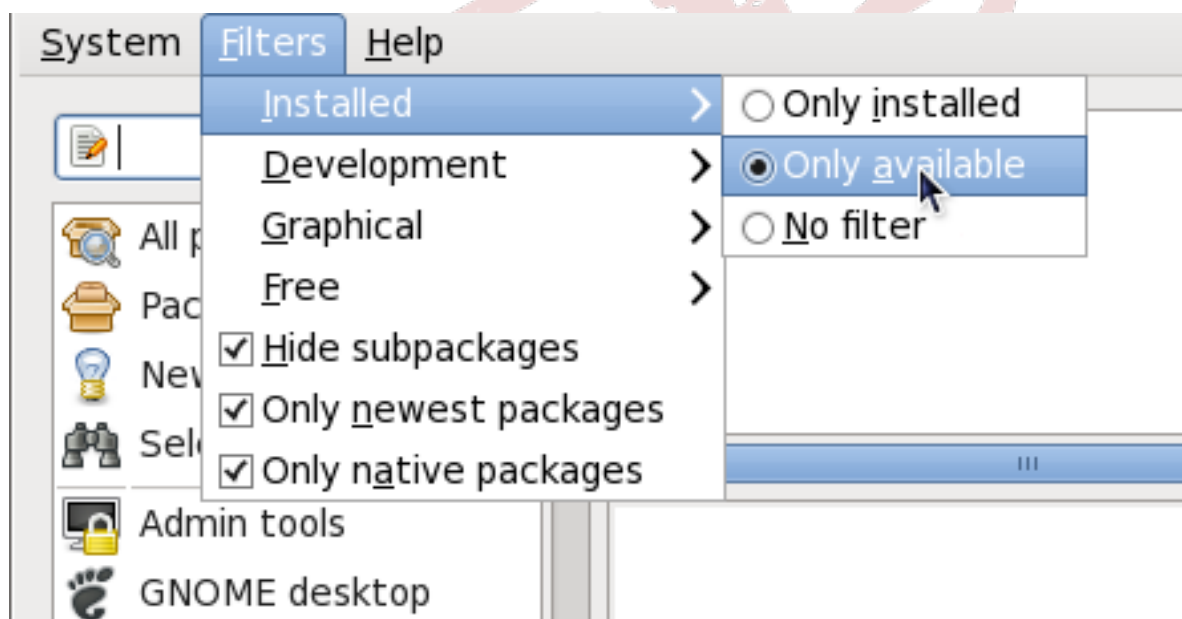 System Filters Help
Installed
Only installed
Only available
No filter
Development
Graphical
Free
Hide subpackages
Only newest packages
Only native packages
All
Admin tools
GNOME desktop